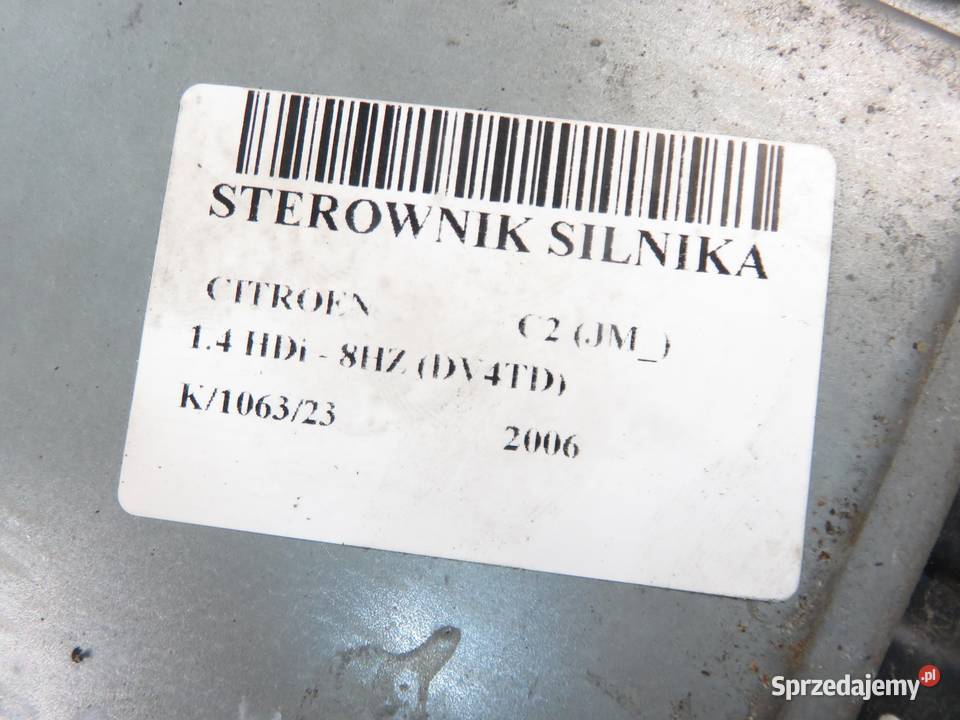 STEROWNIK SILNIKA
CITROEN C2 (JM_)
1.4 HDi - 8HZ (DV4TD)
K/1063/23 2006
Sprzedajemy.pl